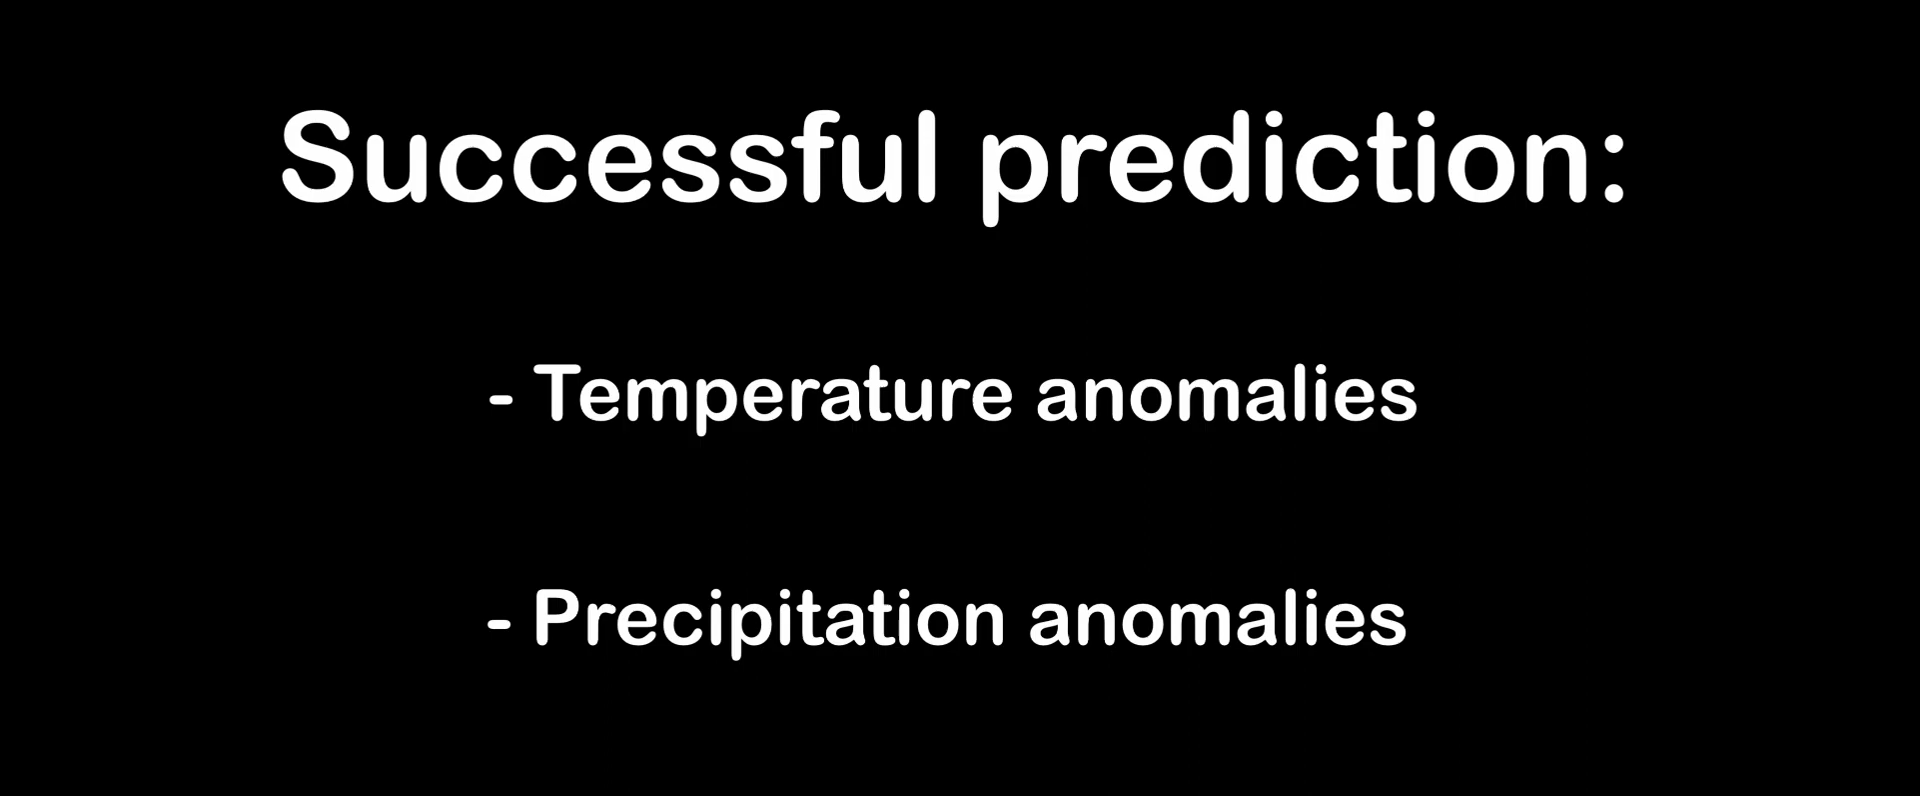 Successful prediction:
- Temperature anomalies
- Precipitation anomalies